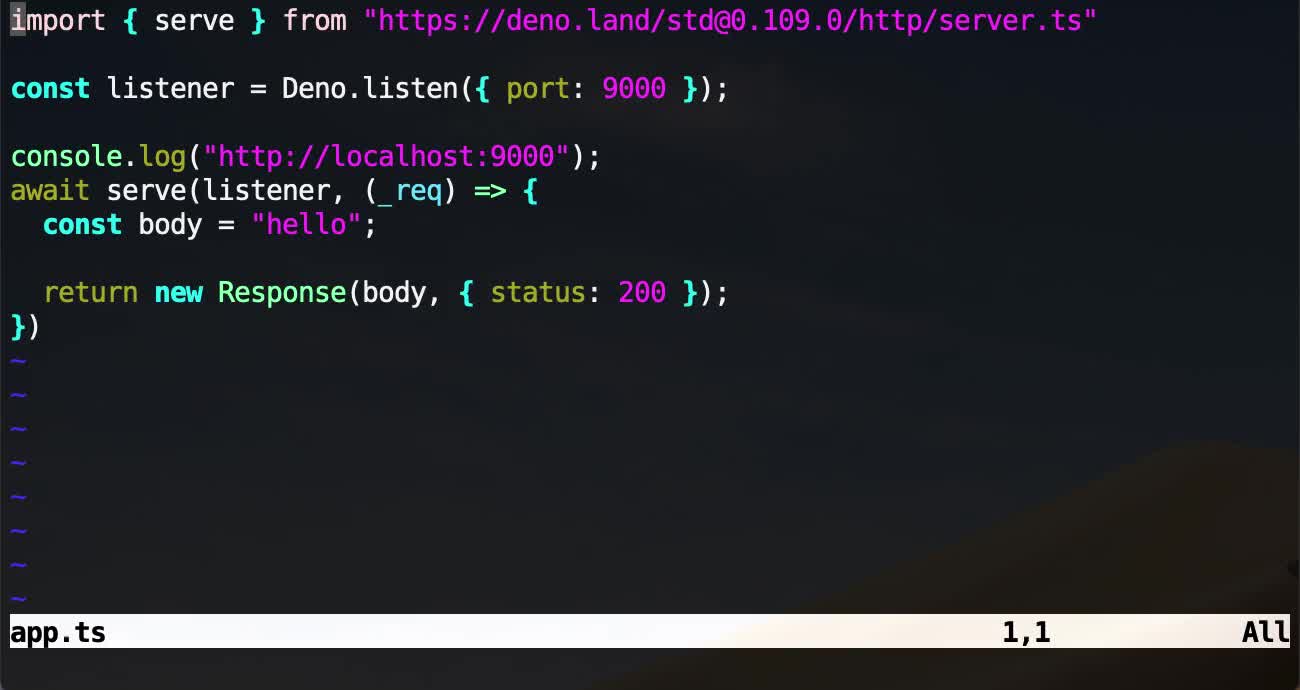 import { serve } from "https://deno.land/std@0.109.0/http/server.ts"
const listener = Deno.listen({ port: 9000 });
console.log("http://localhost:9000");
await serve(listener, (_req) => {
  const body = "hello";
  return new Response(body, { status: 200 });
})
~
~
~
~
~
~
~
~
app.ts 1,1 All